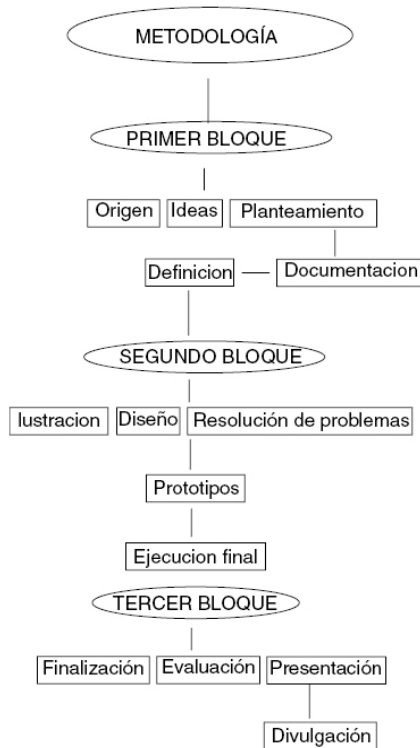 METODOLOGÍA
PRIMER BLOQUE
Origen Ideas Planteamiento
Definicion Documentacion
SEGUNDO BLOQUE
lustracion Diseño Resolución de problemas
Prototipos
Ejecucion final
TERCER BLOQUE
Finalización Evaluación Presentación
Divulgación